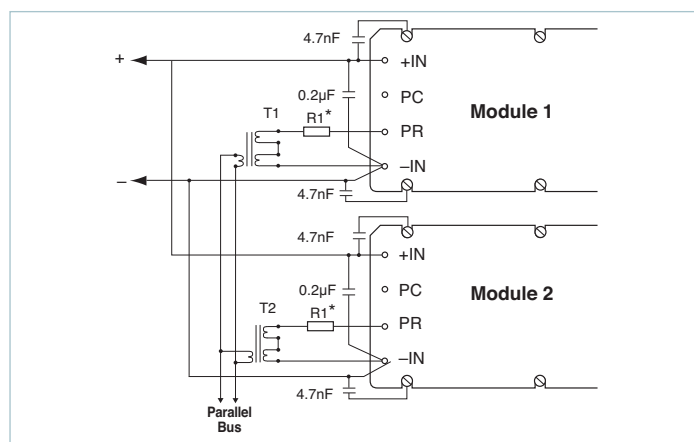 4.7nF
+
+IN
0.2µF
PC
Module 1
T1
R1*
PR
–IN
–
4.7nF
4.7nF
+IN
0.2µF
PC
Module 2
T2
R1*
PR
–IN
4.7nF
Parallel
Bus